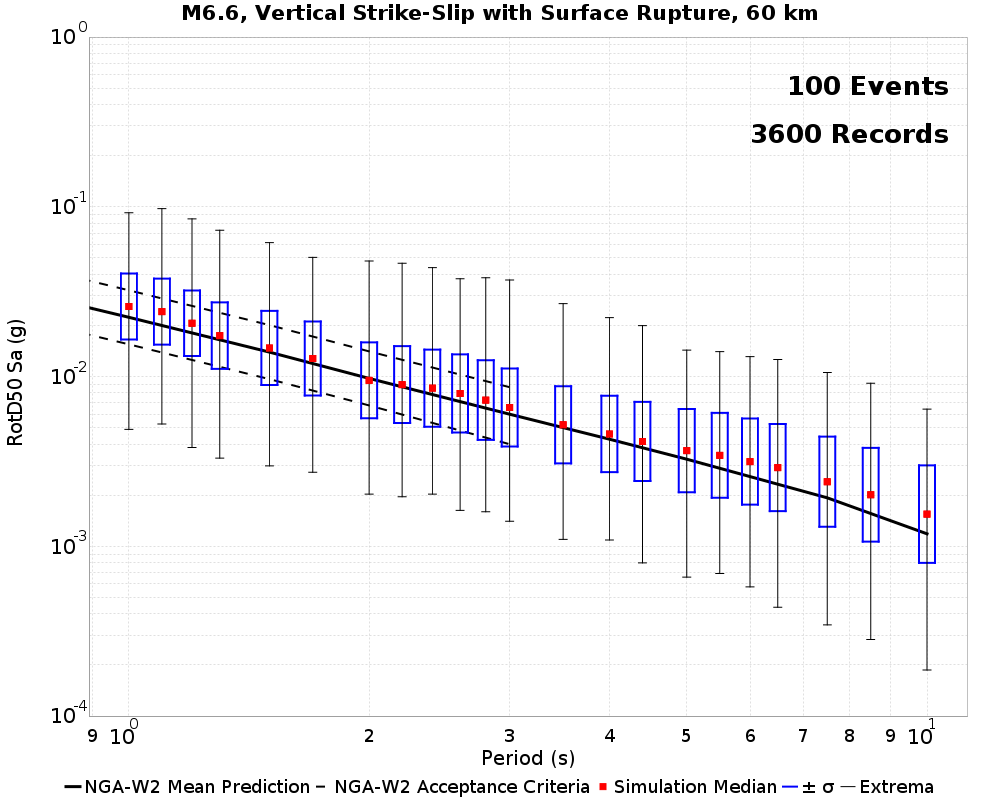 M6.6, Vertical Strike-Slip with Surface Rupture, 60 km
100 Events
3600 Records
RotD50 Sa (g)
10^0
10^-1
10^-2
10^-3
10^-4
9 10^0 2 3 4 5 6 7 8 9 10^1
Period (s)
NGA-W2 Mean Prediction NGA-W2 Acceptance Criteria Simulation Median ± σ Extrema